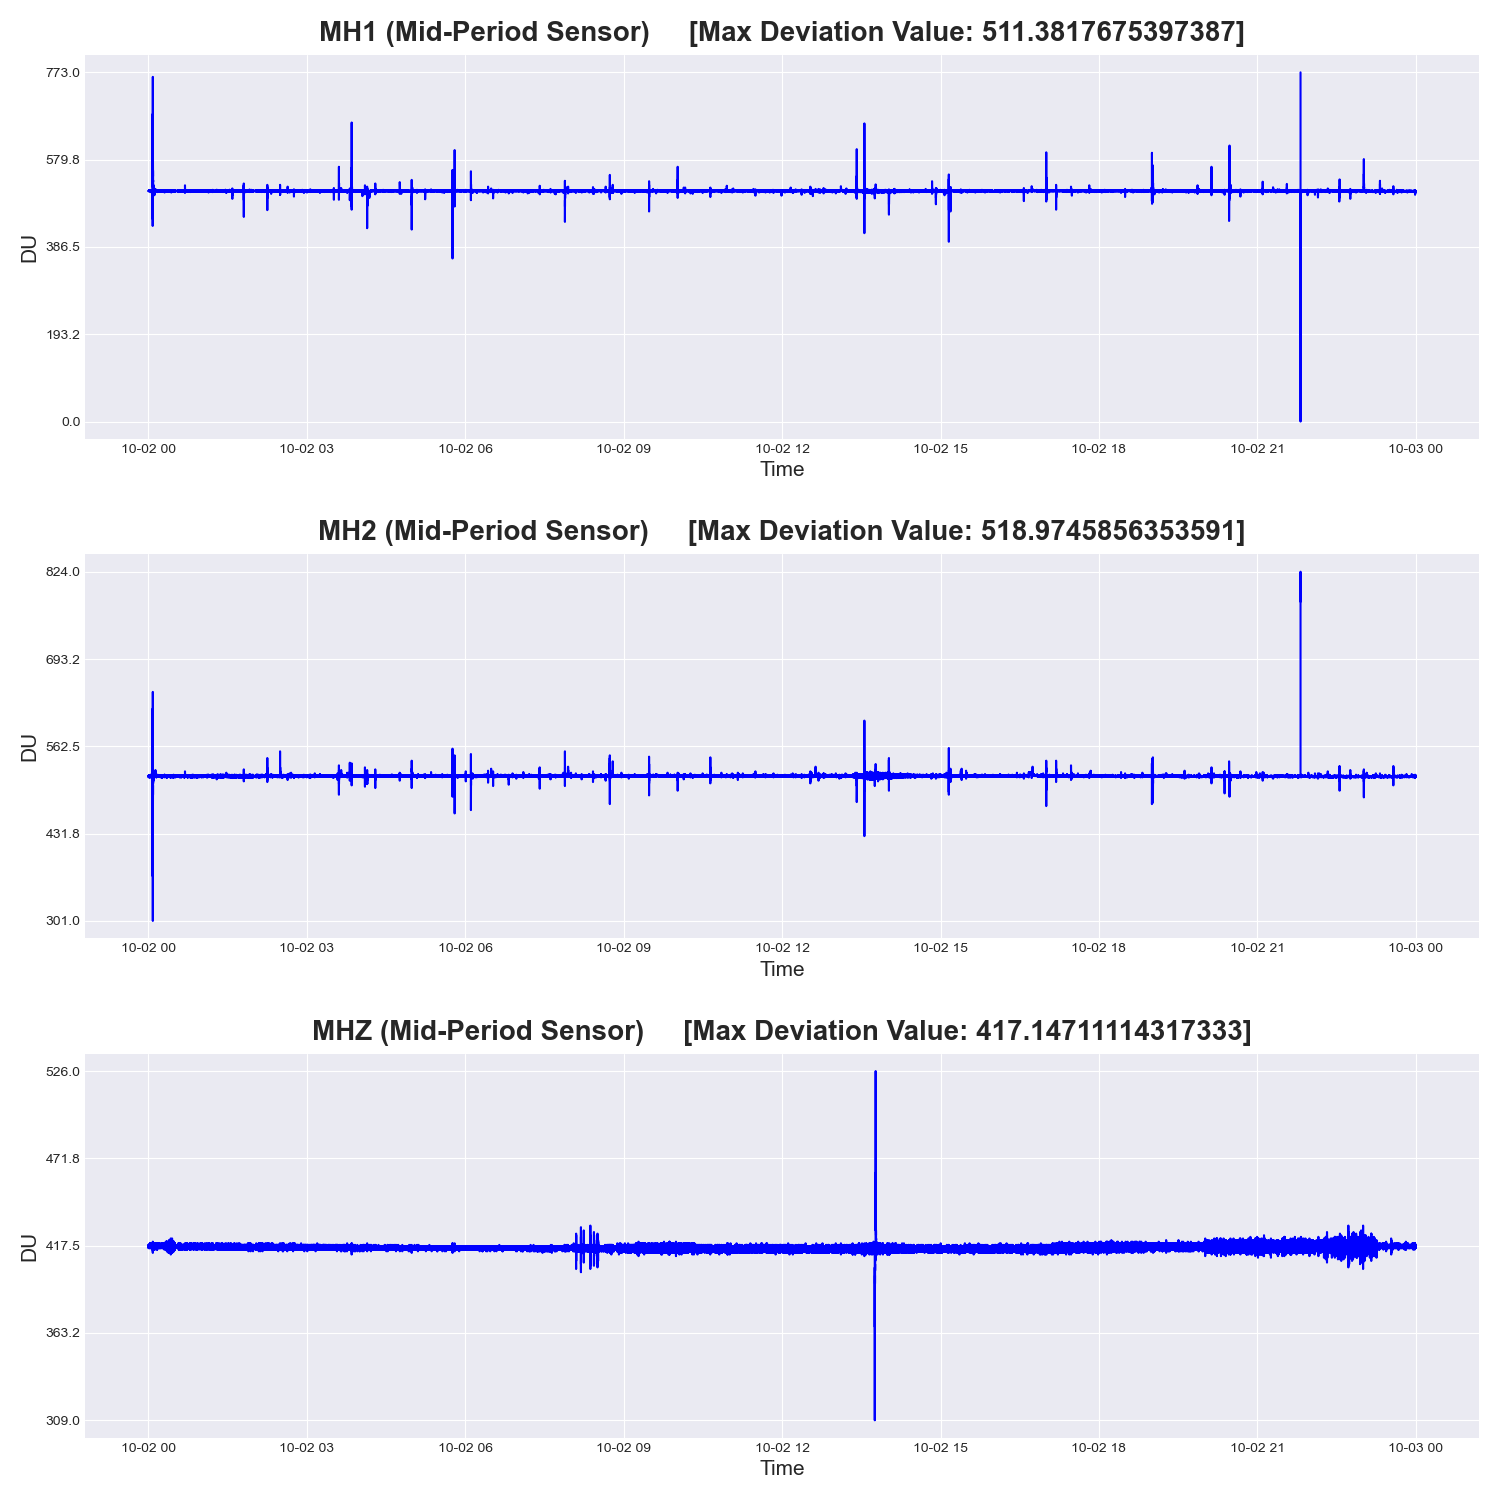 MH1 (Mid-Period Sensor) [Max Deviation Value: 511.3817675397387]
773.0
579.8
386.5
193.2
0.0
DU
10-02 00 10-02 03 10-02 06 10-02 09 10-02 12 10-02 15 10-02 18 10-02 21 10-03 00
Time
MH2 (Mid-Period Sensor) [Max Deviation Value: 518.9745856353591]
824.0
693.2
562.5
431.8
301.0
DU
10-02 00 10-02 03 10-02 06 10-02 09 10-02 12 10-02 15 10-02 18 10-02 21 10-03 00
Time
MHZ (Mid-Period Sensor) [Max Deviation Value: 417.14711114317333]
526.0
471.8
417.5
363.2
309.0
DU
10-02 00 10-02 03 10-02 06 10-02 09 10-02 12 10-02 15 10-02 18 10-02 21 10-03 00
Time